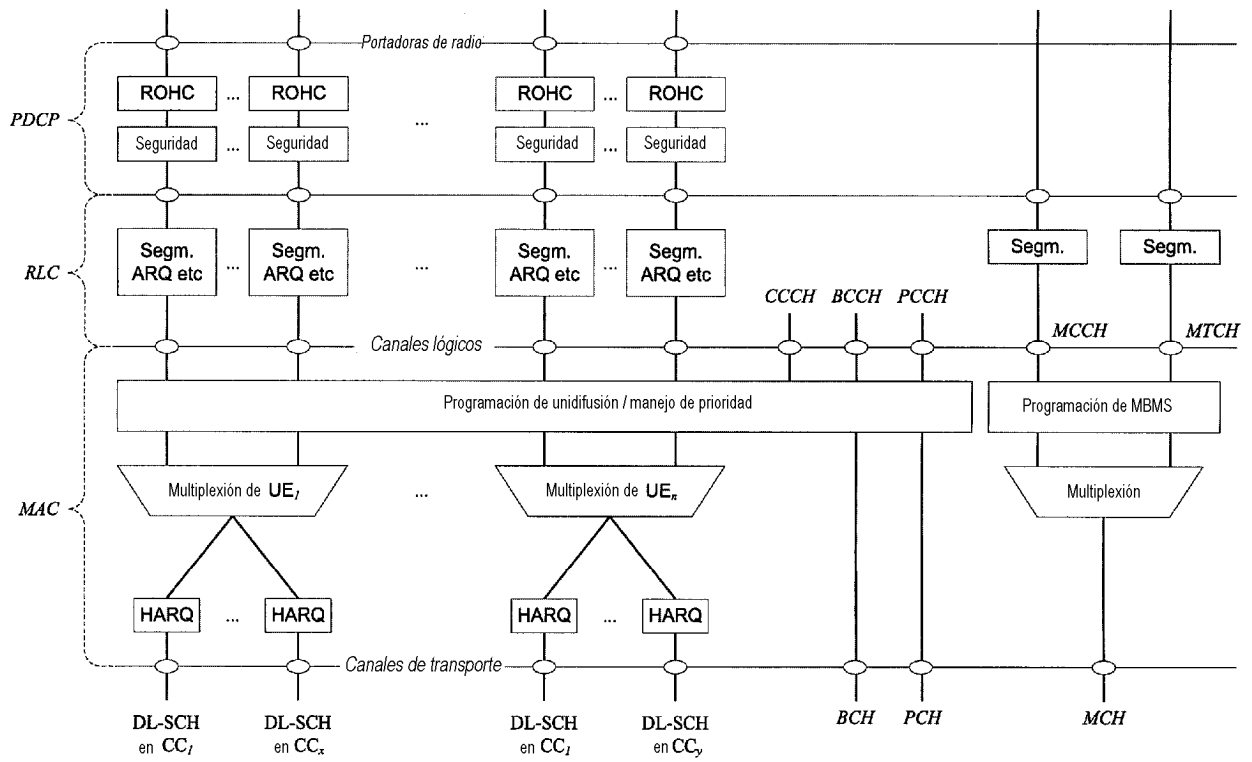 Portadoras de radio
ROHC ... ROHC ROHC ... ROHC
PDCP ...
Seguridad ... Seguridad Seguridad ... Seguridad
Segm. ARQ etc ... Segm. ARQ etc ... Segm. ARQ etc ... Segm. ARQ etc Segm. Segm.
RLC
CCCH BCCH PCCH
MCCH MTCH
Canales lógicos
Programación de unidifusión / manejo de prioridad Programación de MBMS
Multiplexión de UE1 ... Multiplexión de UEn Multiplexión
MAC
HARQ ... HARQ HARQ ... HARQ
Canales de transporte
DL-SCH DL-SCH DL-SCH DL-SCH BCH PCH MCH
en CC1 en CCx en CC1 en CCy